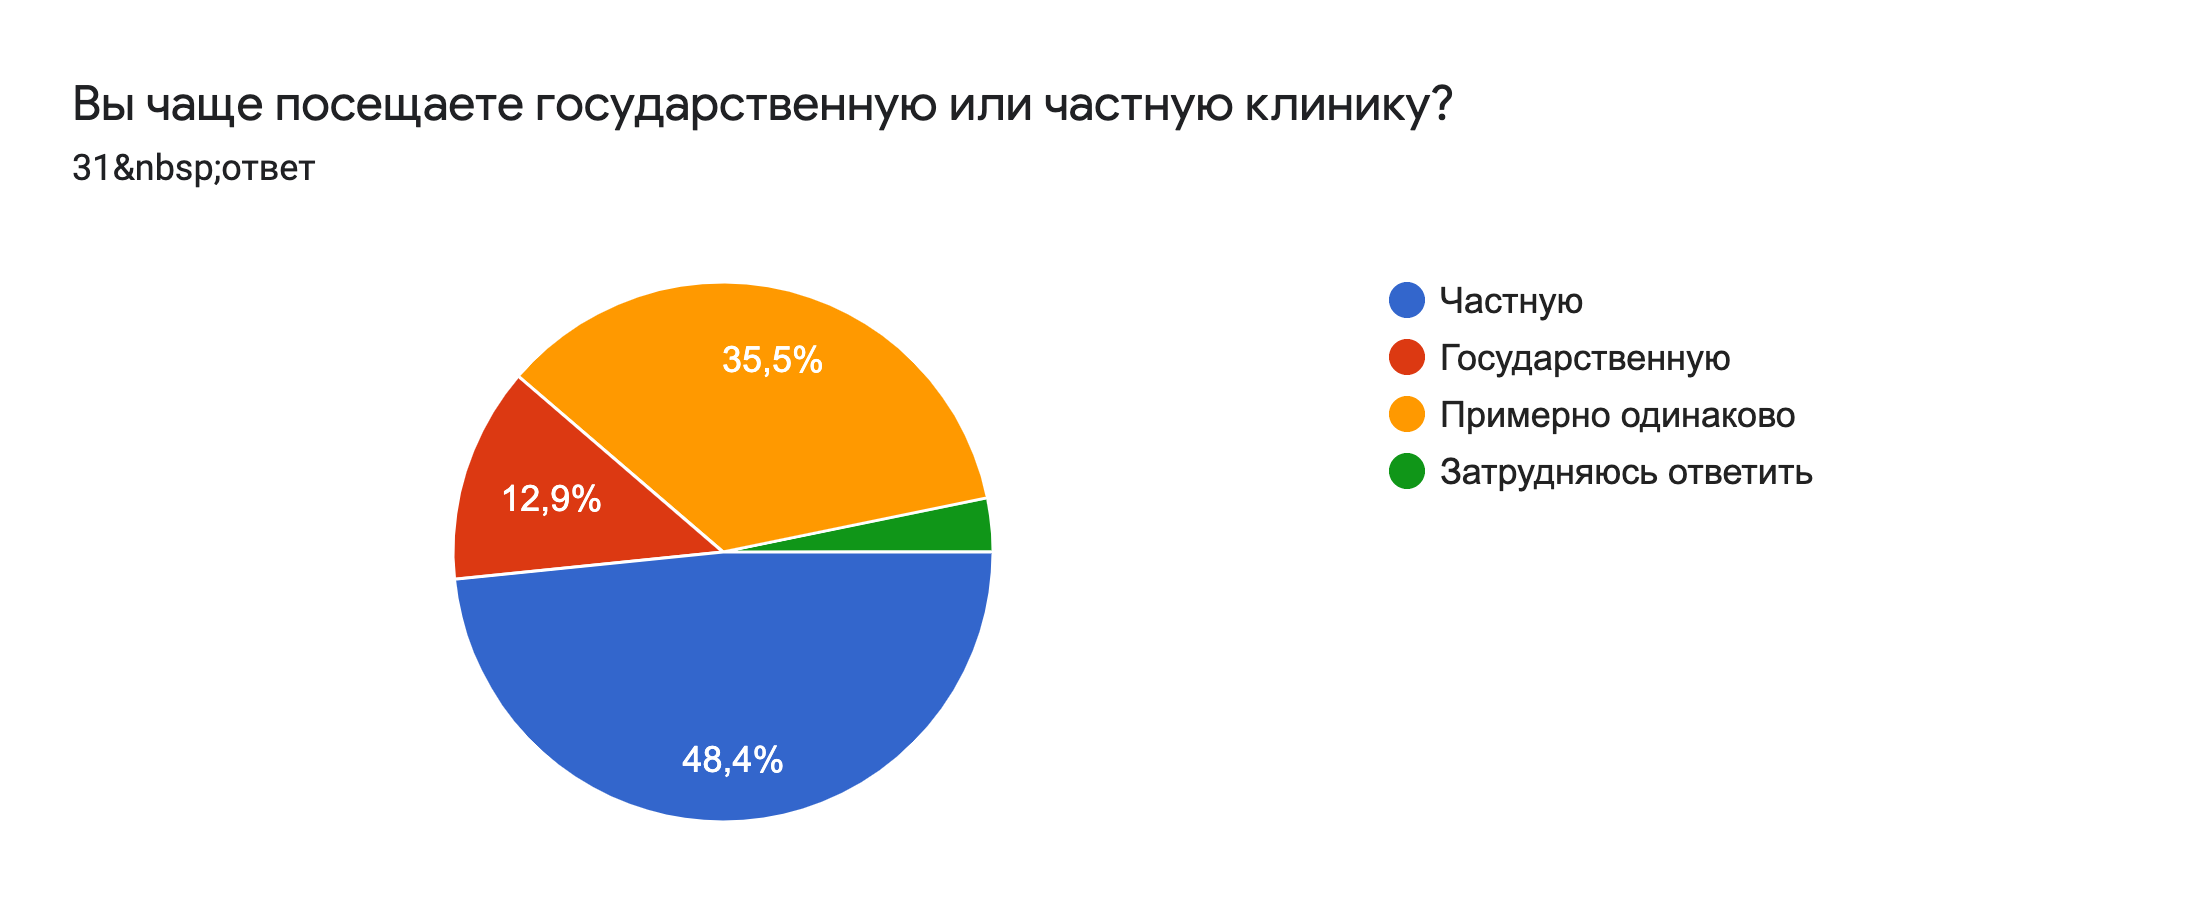 Вы чаще посещаете государственную или частную клинику?
31&nbsp;ответ
Частную
Государственную
Примерно одинаково
Затрудняюсь ответить
35,5%
12,9%
48,4%